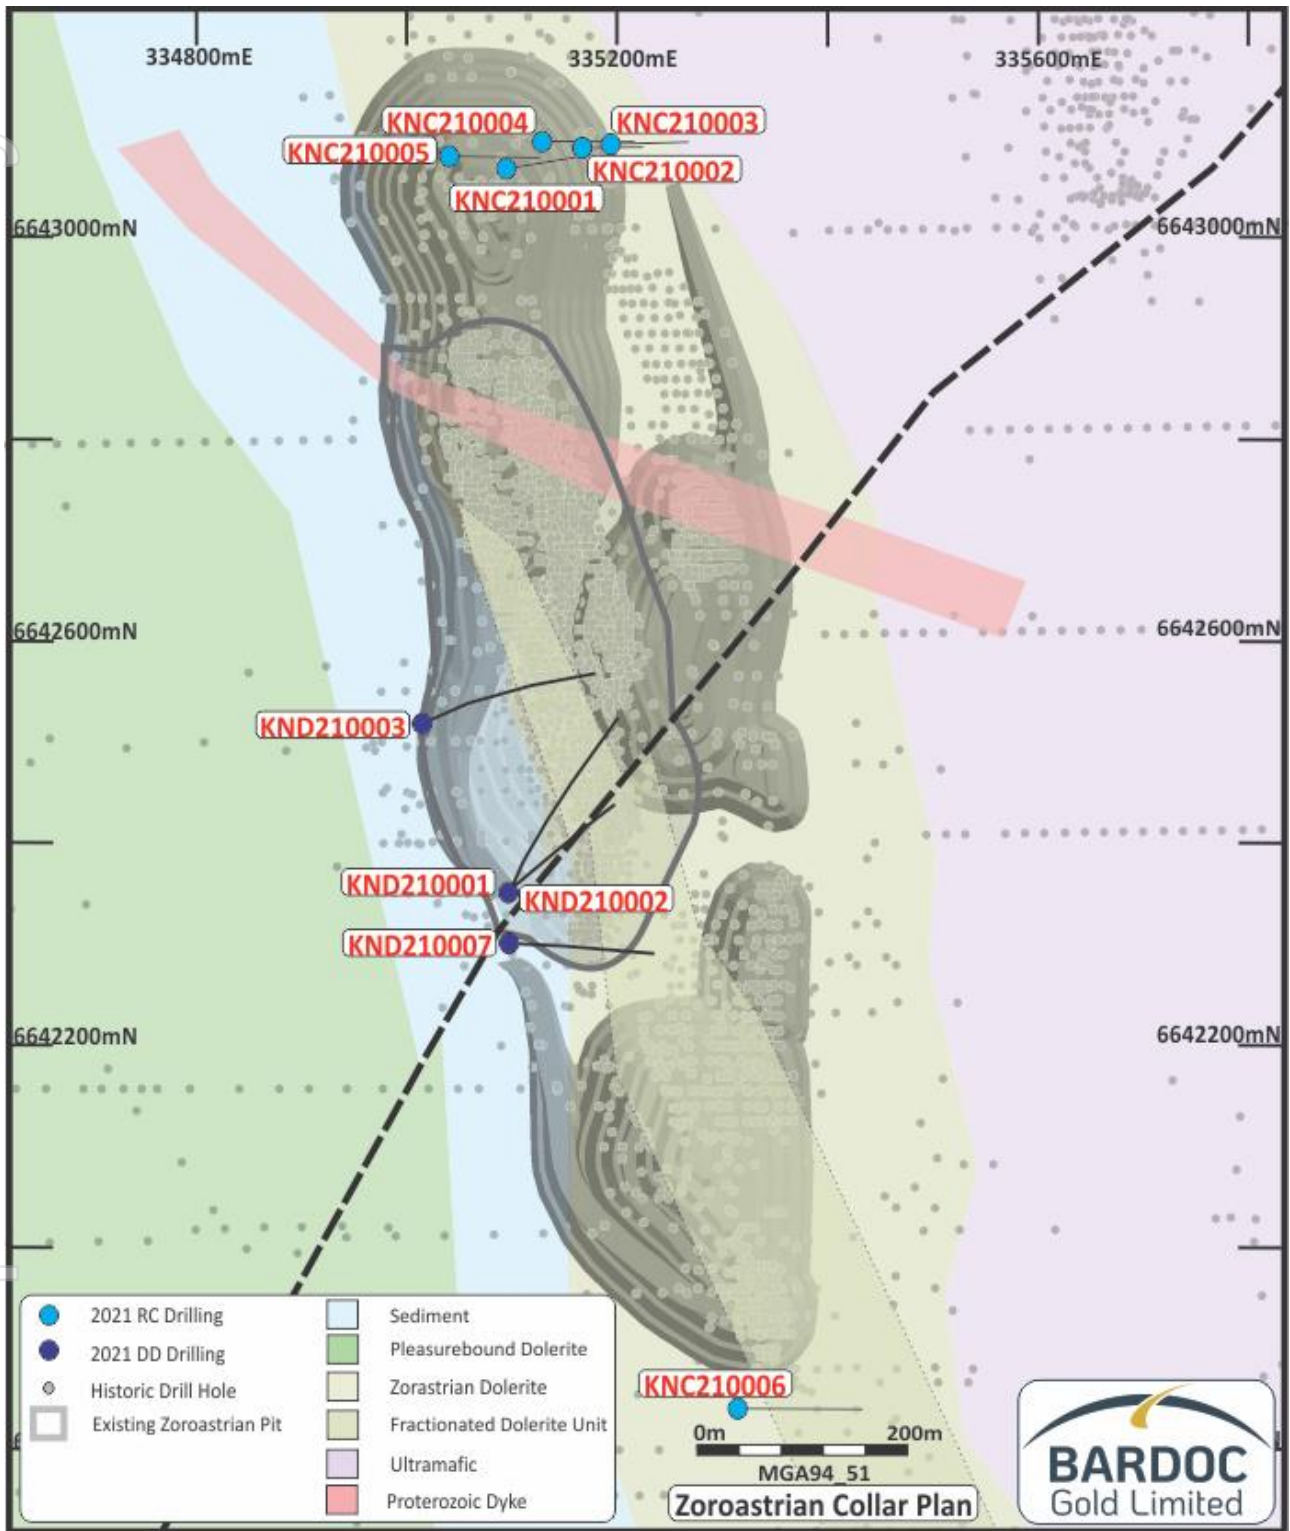 334800mE
335200mE
335600mE
KNC210004
KNC210003
KNC210005
KNC210002
KNC210001
6643000mN
6643000mN
6642600mN
6642600mN
KND210003
KND210001
KND210002
KND210007
6642200mN
6642200mN
KNC210006
2021 RC Drilling
2021 DD Drilling
Historic Drill Hole
Existing Zoroastrian Pit
Sediment
Pleasurebound Dolerite
Zorastrian Dolerite
Fractionated Dolerite Unit
Ultramafic
Proterozoic Dyke
0m
200m
MGA94_51
Zoroastrian Collar Plan
BARDOC
Gold Limited